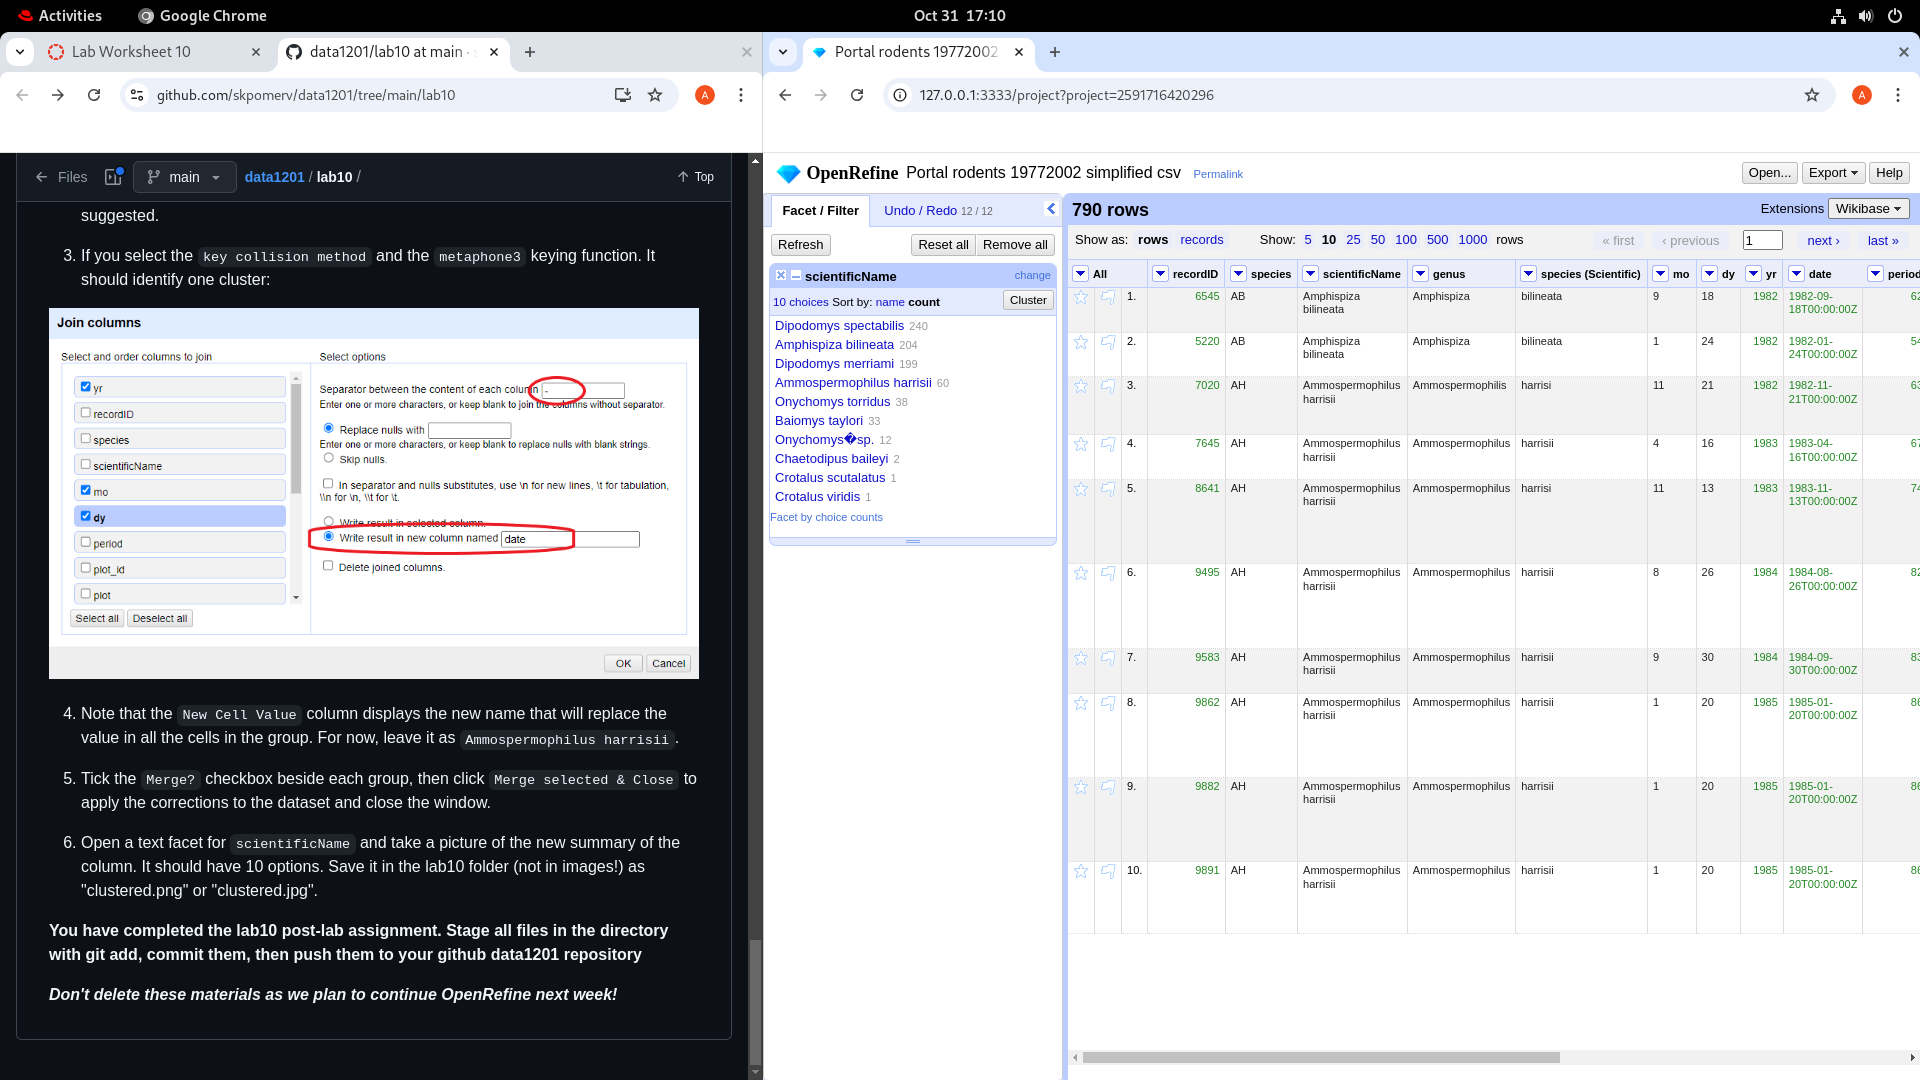 Activities
Google Chrome
Oct 31 17:10
Lab Worksheet 10
data1201/lab10 at main ·
github.com/skpomerv/data1201/tree/main/lab10
A
Files
main
data1201 / lab10 /
Top
suggested.
3. If you select the key collision method and the metaphone3 keying function. It
should identify one cluster:
Join columns
Select and order columns to join
yr
recordID
species
scientificName
mo
dy
period
plot_id
plot
Select all
Deselect all
Select options
Separator between the content of each column -
Enter one or more characters, or keep blank to join the columns without separator.
Replace nulls with
Enter one or more characters, or keep blank to replace nulls with blank strings.
Skip nulls.
In separator and nulls substitutes, use \n for new lines, \t for tabulation,
\\n for \n, \\t for \t.
Write result in selected column.
Write result in new column named date
Delete joined columns.
OK
Cancel
4. Note that the New Cell Value column displays the new name that will replace the
value in all the cells in the group. For now, leave it as Ammospermophilus harrisii.
5. Tick the Merge? checkbox beside each group, then click Merge selected & Close to
apply the corrections to the dataset and close the window.
6. Open a text facet for scientificName and take a picture of the new summary of the
column. It should have 10 options. Save it in the lab10 folder (not in images!) as
"clustered.png" or "clustered.jpg".
You have completed the lab10 post-lab assignment. Stage all files in the directory
with git add, commit them, then push them to your github data1201 repository
Don't delete these materials as we plan to continue OpenRefine next week!
Portal rodents 19772002
127.0.0.1:3333/project?project=2591716420296
A
OpenRefine Portal rodents 19772002 simplified csv Permalink
Open...
Export
Help
Facet / Filter
Undo / Redo 12 / 12
Refresh
Reset all
Remove all
scientificName
change
10 choices Sort by: name count
Cluster
Dipodomys spectabilis 240
Amphispiza bilineata 204
Dipodomys merriami 199
Ammospermophilus harrisii 60
Onychomys torridus 38
Baiomys taylori 33
Onychomys�sp. 12
Chaetodipus baileyi 2
Crotalus scutalatus 1
Crotalus viridis 1
Facet by choice counts
790 rows
Extensions Wikibase
Show as: rows records
Show: 5 10 25 50 100 500 1000 rows
« first ‹ previous 1 next › last »
All recordID species scientificName genus species (Scientific) mo dy yr date period
1. 6545 AB Amphispiza bilineata Amphispiza bilineata 9 18 1982 1982-09-18T00:00:00Z 62
2. 5220 AB Amphispiza bilineata Amphispiza bilineata 1 24 1982 1982-01-24T00:00:00Z 54
3. 7020 AH Ammospermophilus harrisii Ammospermophilis harrisi 11 21 1982 1982-11-21T00:00:00Z 63
4. 7645 AH Ammospermophilus harrisii Ammospermophilus harrisii 4 16 1983 1983-04-16T00:00:00Z 67
5. 8641 AH Ammospermophilus harrisii Ammospermophilus harrisi 11 13 1983 1983-11-13T00:00:00Z 74
6. 9495 AH Ammospermophilus harrisii Ammospermophilus harrisii 8 26 1984 1984-08-26T00:00:00Z 82
7. 9583 AH Ammospermophilus harrisii Ammospermophilus harrisii 9 30 1984 1984-09-30T00:00:00Z 83
8. 9862 AH Ammospermophilus harrisii Ammospermophilus harrisii 1 20 1985 1985-01-20T00:00:00Z 86
9. 9882 AH Ammospermophilus harrisii Ammospermophilus harrisii 1 20 1985 1985-01-20T00:00:00Z 86
10. 9891 AH Ammospermophilus harrisii Ammospermophilus harrisii 1 20 1985 1985-01-20T00:00:00Z 86